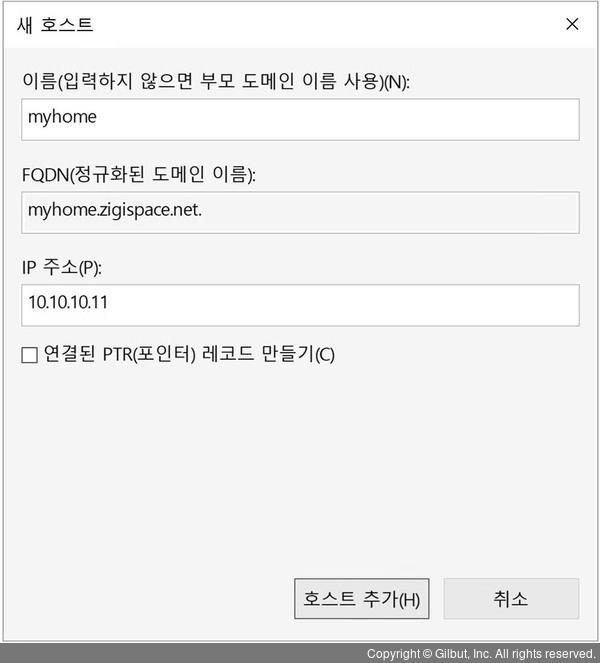 새 호스트
이름(입력하지 않으면 부모 도메인 이름 사용)(N):
myhome
FQDN(정규화된 도메인 이름):
myhome.zigispace.net.
IP 주소(P):
10.10.10.11
연결된 PTR(포인터) 레코드 만들기(C)
호스트 추가(H) 취소
Copyright © Gilbut, Inc. All rights reserved.